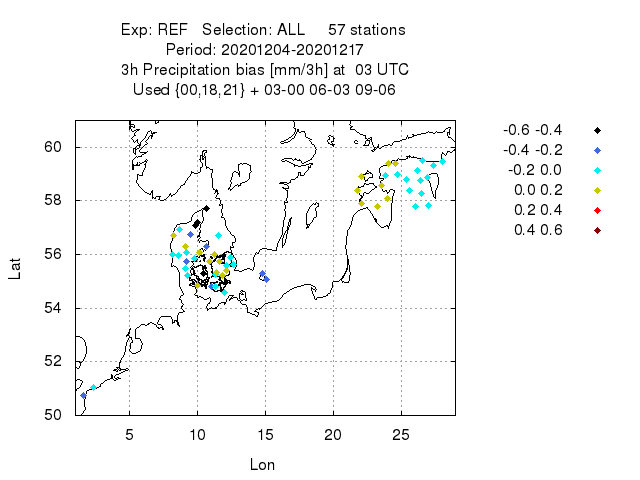 Exp: REF Selection: ALL 57 stations
Period: 20201204-20201217
3h Precipitation bias [mm/3h] at 03 UTC
Used {00,18,21} + 03-00 06-03 09-06
-0.6 -0.4
-0.4 -0.2
-0.2 0.0
0.0 0.2
0.2 0.4
0.4 0.6
Lat
60
58
56
54
52
50
5 10 15 20 25
Lon